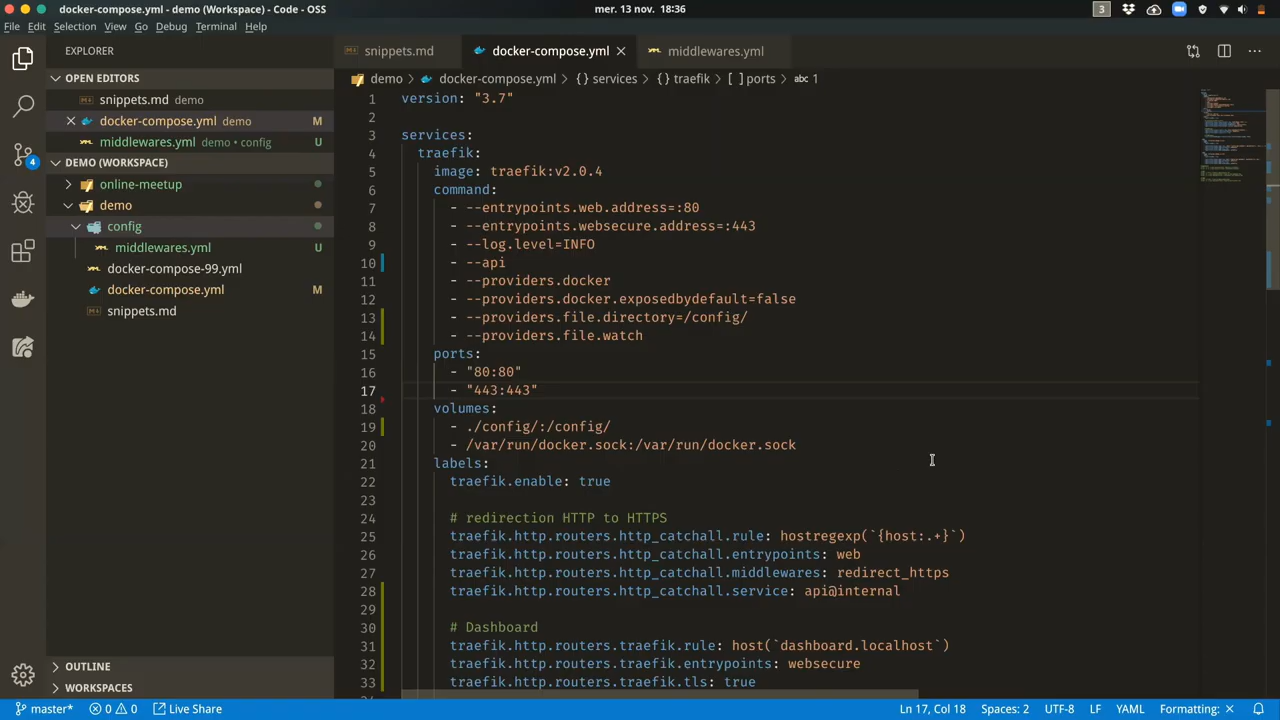 docker-compose.yml - demo (Workspace) - Code - OSS
mer. 13 nov. 18:36
3
File Edit Selection View Go Debug Terminal Help
EXPLORER
OPEN EDITORS
snippets.md demo
docker-compose.yml demo M
middlewares.yml demo • config U
DEMO (WORKSPACE)
online-meetup
demo
config
middlewares.yml U
docker-compose-99.yml
docker-compose.yml M
snippets.md
4
OUTLINE
WORKSPACES
snippets.md docker-compose.yml middlewares.yml
demo > docker-compose.yml > {} services > {} traefik > [ ] ports > abc 1
1 version: "3.7"
2
3 services:
4 traefik:
5 image: traefik:v2.0.4
6 command:
7 - --entrypoints.web.address=:80
8 - --entrypoints.websecure.address=:443
9 - --log.level=INFO
10 - --api
11 - --providers.docker
12 - --providers.docker.exposedbydefault=false
13 - --providers.file.directory=/config/
14 - --providers.file.watch
15 ports:
16 - "80:80"
17 - "443:443"
18 volumes:
19 - ./config/:/config/
20 - /var/run/docker.sock:/var/run/docker.sock
21 labels:
22 traefik.enable: true
23
24 # redirection HTTP to HTTPS
25 traefik.http.routers.http_catchall.rule: hostregexp(`{host:.+}`)
26 traefik.http.routers.http_catchall.entrypoints: web
27 traefik.http.routers.http_catchall.middlewares: redirect_https
28 traefik.http.routers.http_catchall.service: api@internal
29
30 # Dashboard
31 traefik.http.routers.traefik.rule: host(`dashboard.localhost`)
32 traefik.http.routers.traefik.entrypoints: websecure
33 traefik.http.routers.traefik.tls: true
master* 0 0 Live Share
Ln 17, Col 18 Spaces: 2 UTF-8 LF YAML Formatting: ×